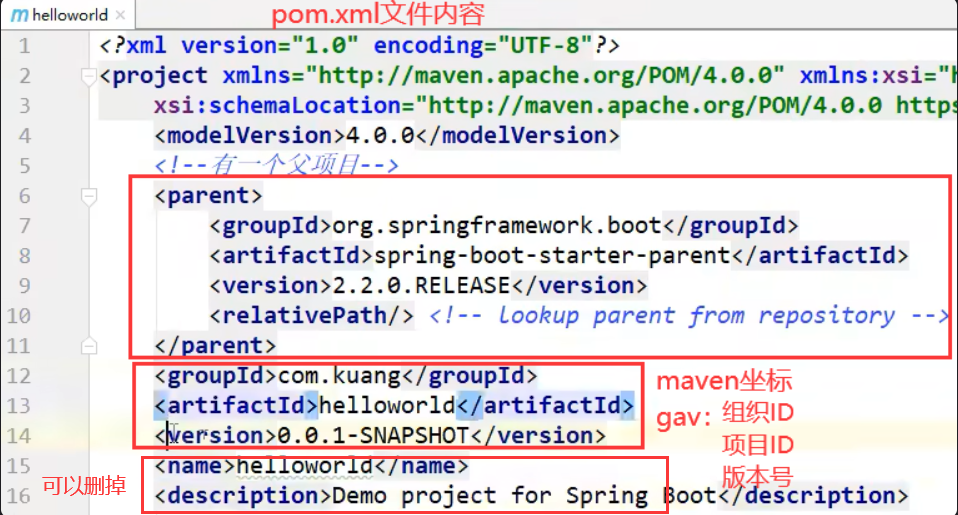 helloworld
pom.xml文件内容
1 <?xml version="1.0" encoding="UTF-8"?>
2 <project xmlns="http://maven.apache.org/POM/4.0.0" xmlns:xsi="h
3 xsi:schemaLocation="http://maven.apache.org/POM/4.0.0 https
4 <modelVersion>4.0.0</modelVersion>
5 <!--有一个父项目-->
6 <parent>
7 <groupId>org.springframework.boot</groupId>
8 <artifactId>spring-boot-starter-parent</artifactId>
9 <version>2.2.0.RELEASE</version>
10 <relativePath/> <!-- lookup parent from repository -->
11 </parent>
12 <groupId>com.kuang</groupId>
13 <artifactId>helloworld</artifactId>
14 <version>0.0.1-SNAPSHOT</version>
15 <name>helloworld</name>
16 <description>Demo project for Spring Boot</description>
maven坐标
gav：组织ID
项目ID
版本号
可以删掉